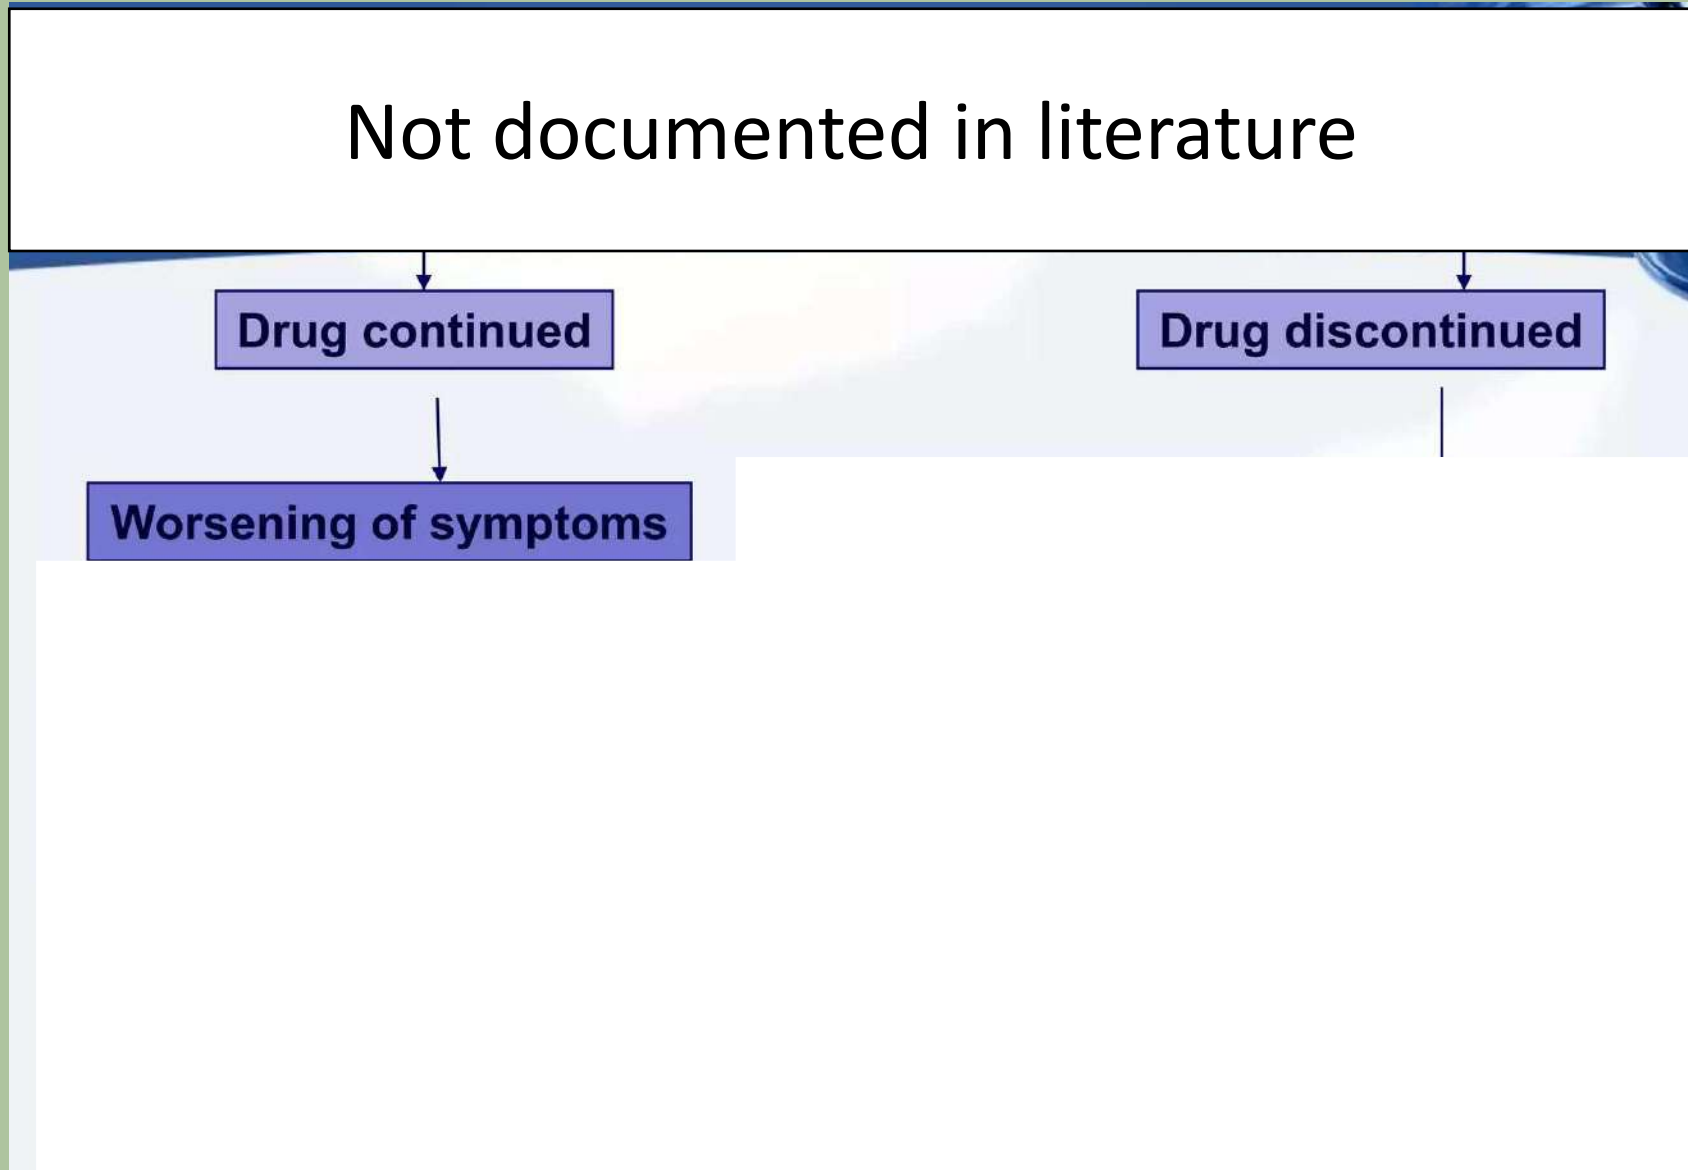 Not documented in literature
Drug continued
Drug discontinued
Worsening of symptoms